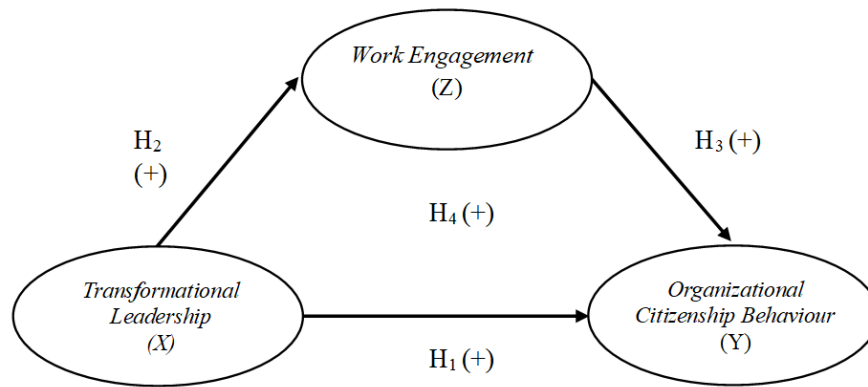 Work Engagement
(Z)
H2
(+)
H3 (+)
H4 (+)
Transformational
Leadership
(X)
Organizational
Citizenship Behaviour
(Y)
H1 (+)